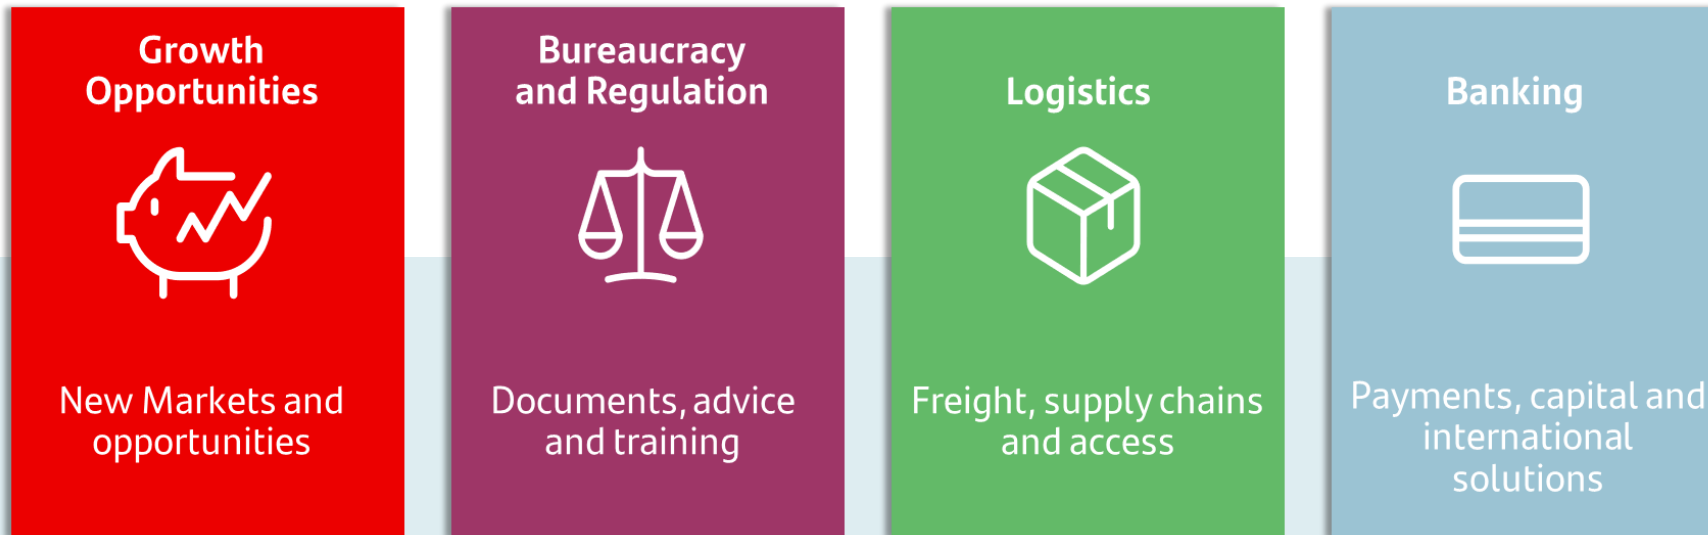 Growth
Opportunities
New Markets and
opportunities
Bureaucracy
and Regulation
Documents, advice
and training
Logistics
Freight, supply chains
and access
Banking
Payments, capital and
international
solutions